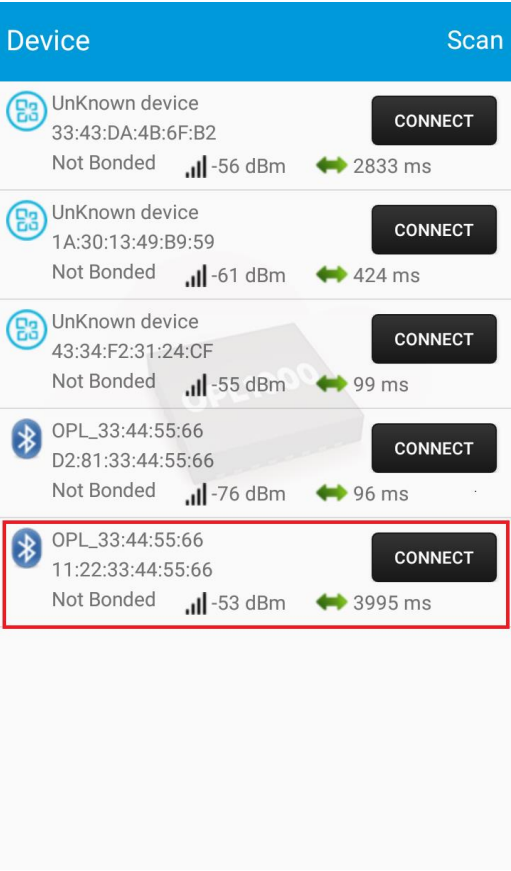 Device
Scan
UnKnown device
33:43:DA:4B:6F:B2
CONNECT
Not Bonded -56 dBm 2833 ms
UnKnown device
1A:30:13:49:B9:59
CONNECT
Not Bonded -61 dBm 424 ms
UnKnown device
43:34:F2:31:24:CF
CONNECT
Not Bonded -55 dBm 99 ms
OPL1000
OPL_33:44:55:66
D2:81:33:44:55:66
CONNECT
Not Bonded -76 dBm 96 ms
OPL_33:44:55:66
11:22:33:44:55:66
CONNECT
Not Bonded -53 dBm 3995 ms